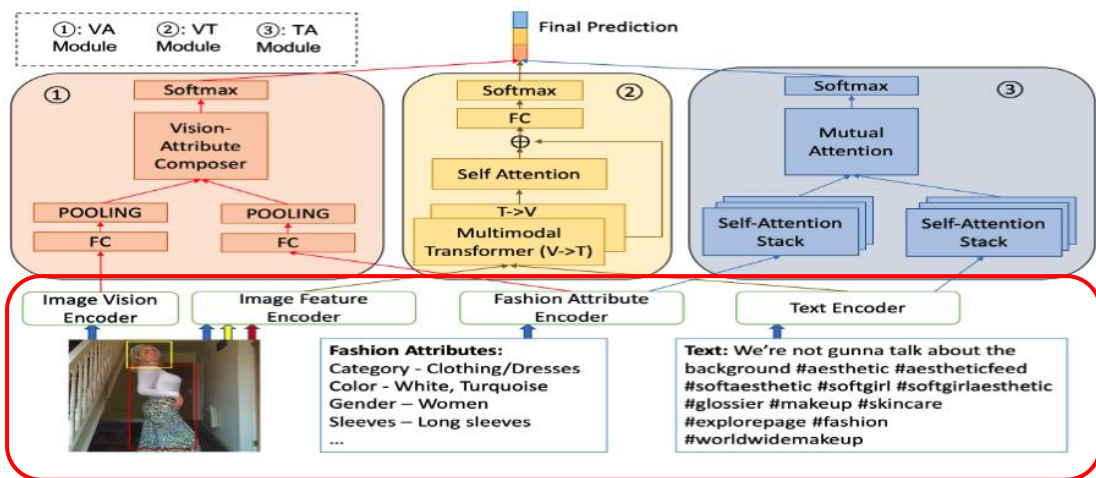 ①: VA Module
②: VT Module
③: TA Module
Final Prediction
①
Softmax
Vision-
Attribute
Composer
POOLING
POOLING
FC
FC
②
Softmax
FC
⊕
Self Attention
T->V
Multimodal
Transformer (V->T)
③
Softmax
Mutual
Attention
Self-Attention
Stack
Self-Attention
Stack
Image Vision
Encoder
Image Feature
Encoder
Fashion Attribute
Encoder
Text Encoder
Fashion Attributes:
Category - Clothing/Dresses
Color - White, Turquoise
Gender – Women
Sleeves – Long sleeves
...
Text: We’re not gunna talk about the
background #aesthetic #aestheticfeed
#softaesthetic #softgirl #softgirlaesthetic
#glossier #makeup #skincare
#explorepage #fashion
#worldwidemakeup